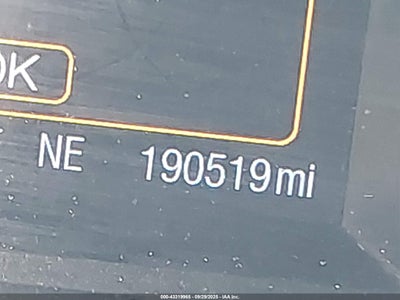 OK
NE 190519mi
000-43319965 - 09/29/2025 - IAA Inc.